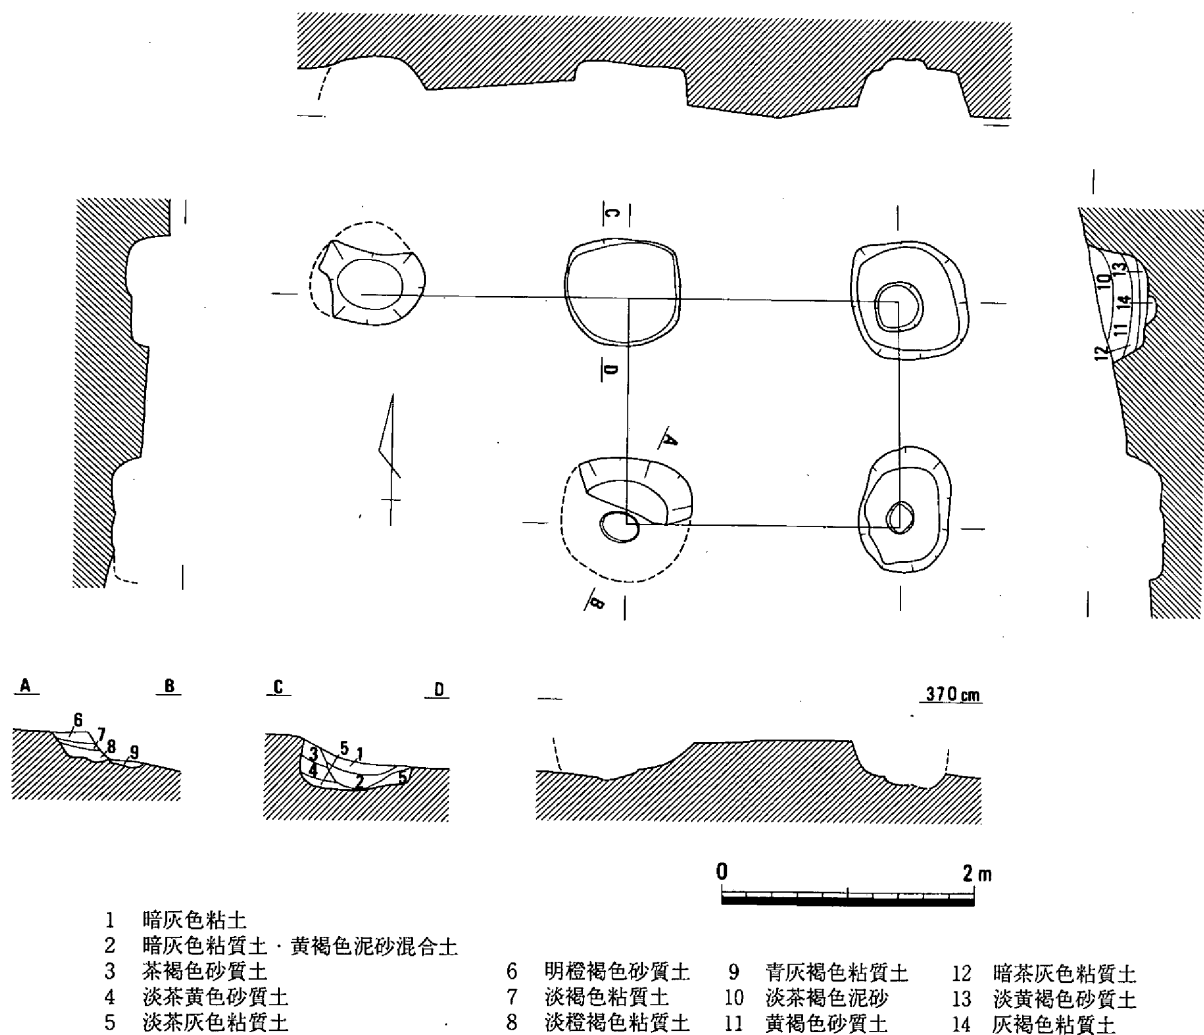 C
D
A
B
10 13
14
11
12
A B
6
7
8
9
C D
3 5 1
4 2 5
370 cm
0 2 m
1 暗灰色粘土
2 暗灰色粘質土・黄褐色泥砂混合土
3 茶褐色砂質土
4 淡茶黄色砂質土
5 淡茶灰色粘質土
6 明橙褐色砂質土
7 淡褐色粘質土
8 淡橙褐色粘質土
9 青灰褐色粘質土
10 淡茶褐色泥砂
11 黄褐色砂質土
12 暗茶灰色粘質土
13 淡黄褐色砂質土
14 灰褐色粘質土